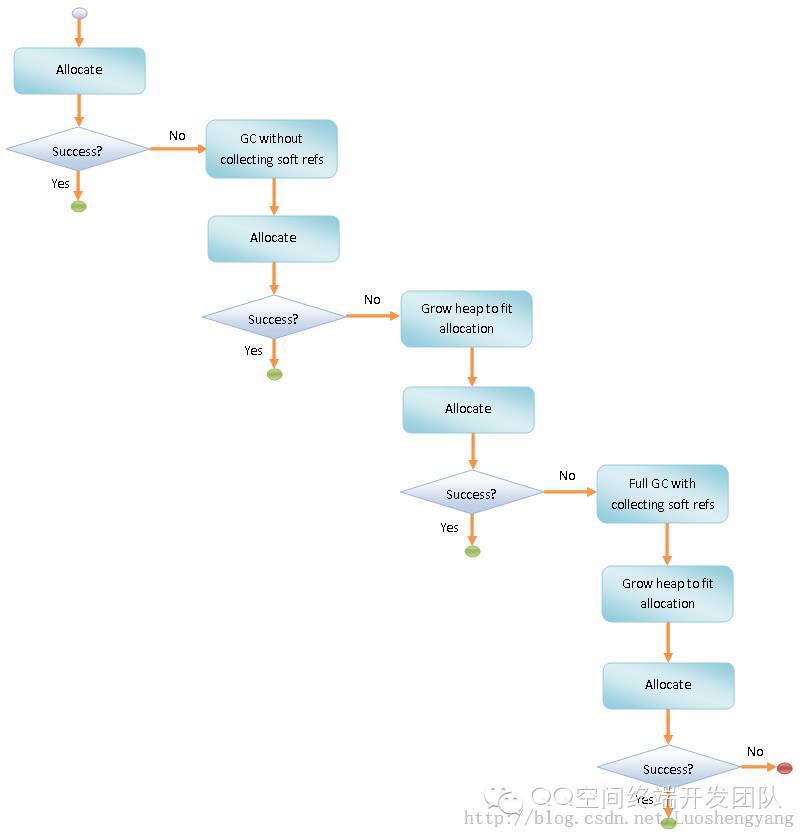 Allocate
Success?
No
Yes
GC without
collecting soft refs
Allocate
Success?
No
Yes
Grow heap to fit
allocation
Allocate
Success?
No
Yes
Full GC with
collecting soft refs
Grow heap to fit
allocation
Allocate
Success?
No
Yes
QQ空间终端开发团队
http://blog.csdn.net/Luoshengyang